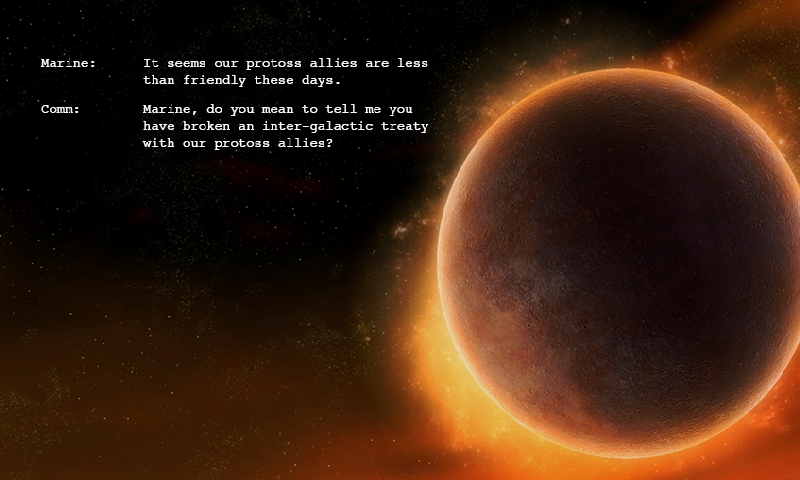 Marine: It seems our protoss allies are less
than friendly these days.
Comm: Marine, do you mean to tell me you
have broken an inter-galactic treaty
with our protoss allies?